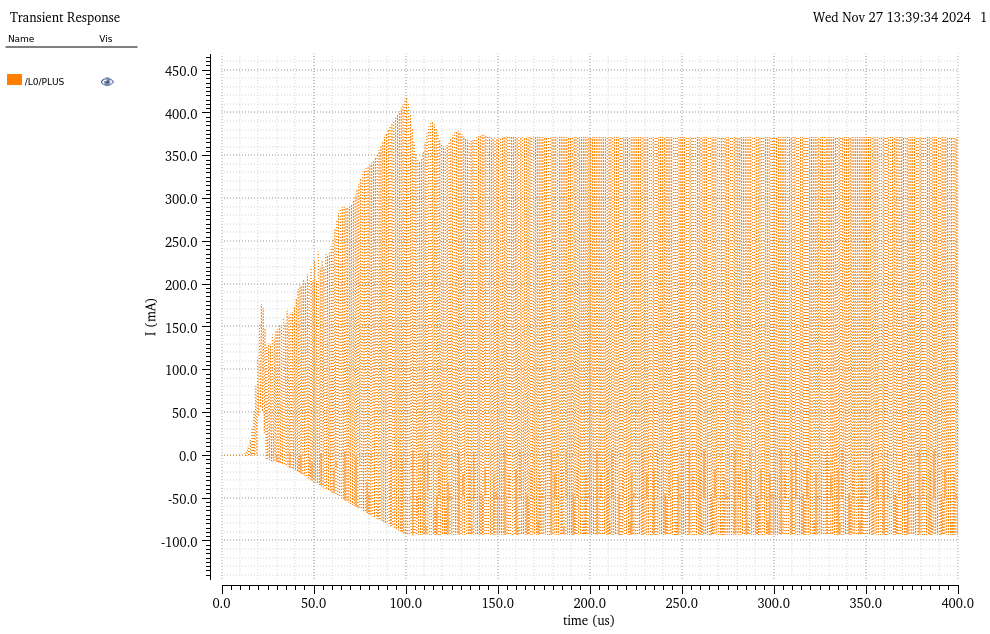 Transient Response
Wed Nov 27 13:39:34 2024 1
Name Vis
/L0/PLUS
450.0
400.0
350.0
300.0
250.0
200.0
150.0
100.0
50.0
0.0
-50.0
-100.0
I (mA)
0.0 50.0 100.0 150.0 200.0 250.0 300.0 350.0 400.0
time (us)